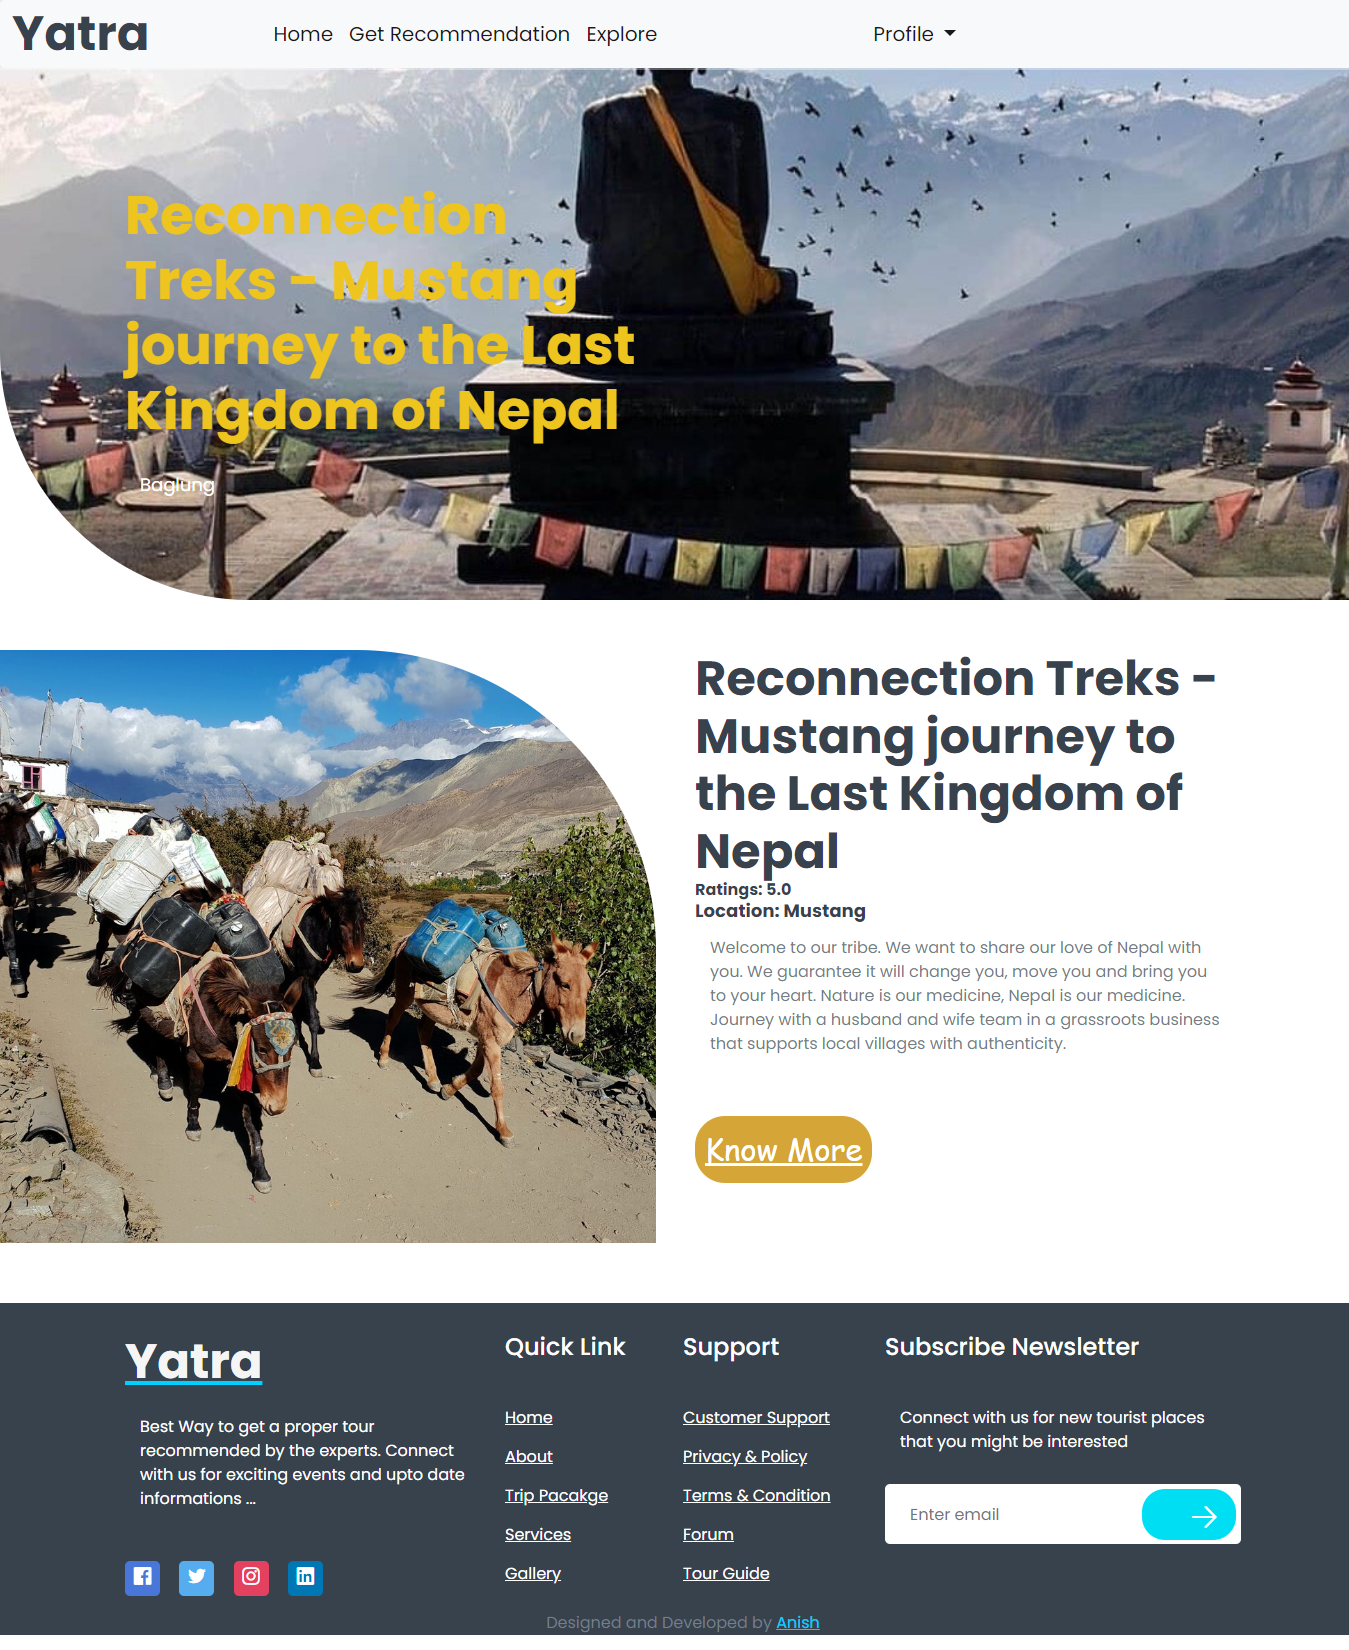 Yatra
Home Get Recommendation Explore Profile
Reconnection
Treks - Mustang
journey to the Last
Kingdom of Nepal
Baglung
Reconnection Treks -
Mustang journey to
the Last Kingdom of
Nepal
Ratings: 5.0
Location: Mustang
Welcome to our tribe. We want to share our love of Nepal with
you. We guarantee it will change you, move you and bring you
to your heart. Nature is our medicine, Nepal is our medicine.
Journey with a husband and wife team in a grassroots business
that supports local villages with authenticity.
Know More
Yatra
Best Way to get a proper tour
recommended by the experts. Connect
with us for exciting events and upto date
informations ...
Quick Link
Home
About
Trip Pacakge
Services
Gallery
Support
Customer Support
Privacy & Policy
Terms & Condition
Forum
Tour Guide
Subscribe Newsletter
Connect with us for new tourist places
that you might be interested
Enter email
Designed and Developed by Anish